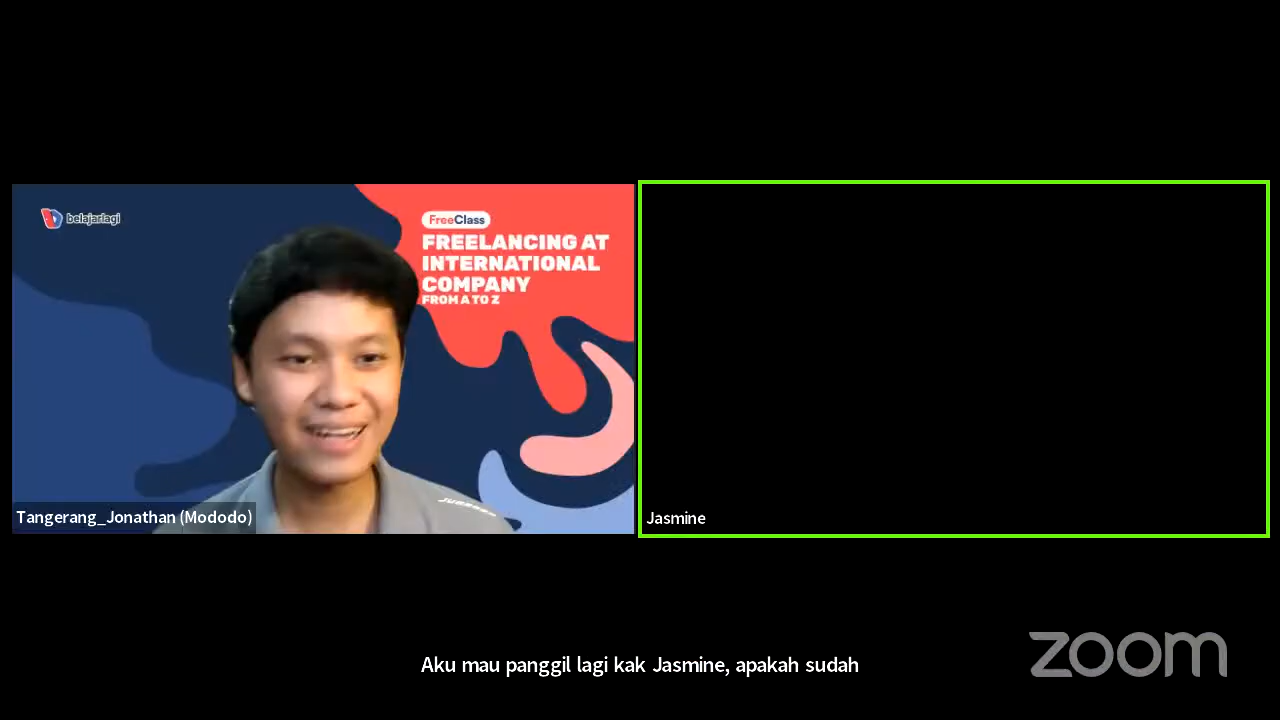 belajarlagi
FreeClass
FREELANCING AT
INTERNATIONAL
COMPANY
FROM A TO Z
Tangerang_Jonathan (Mododo)
Jasmine
Aku mau panggil lagi kak Jasmine, apakah sudah
zoom